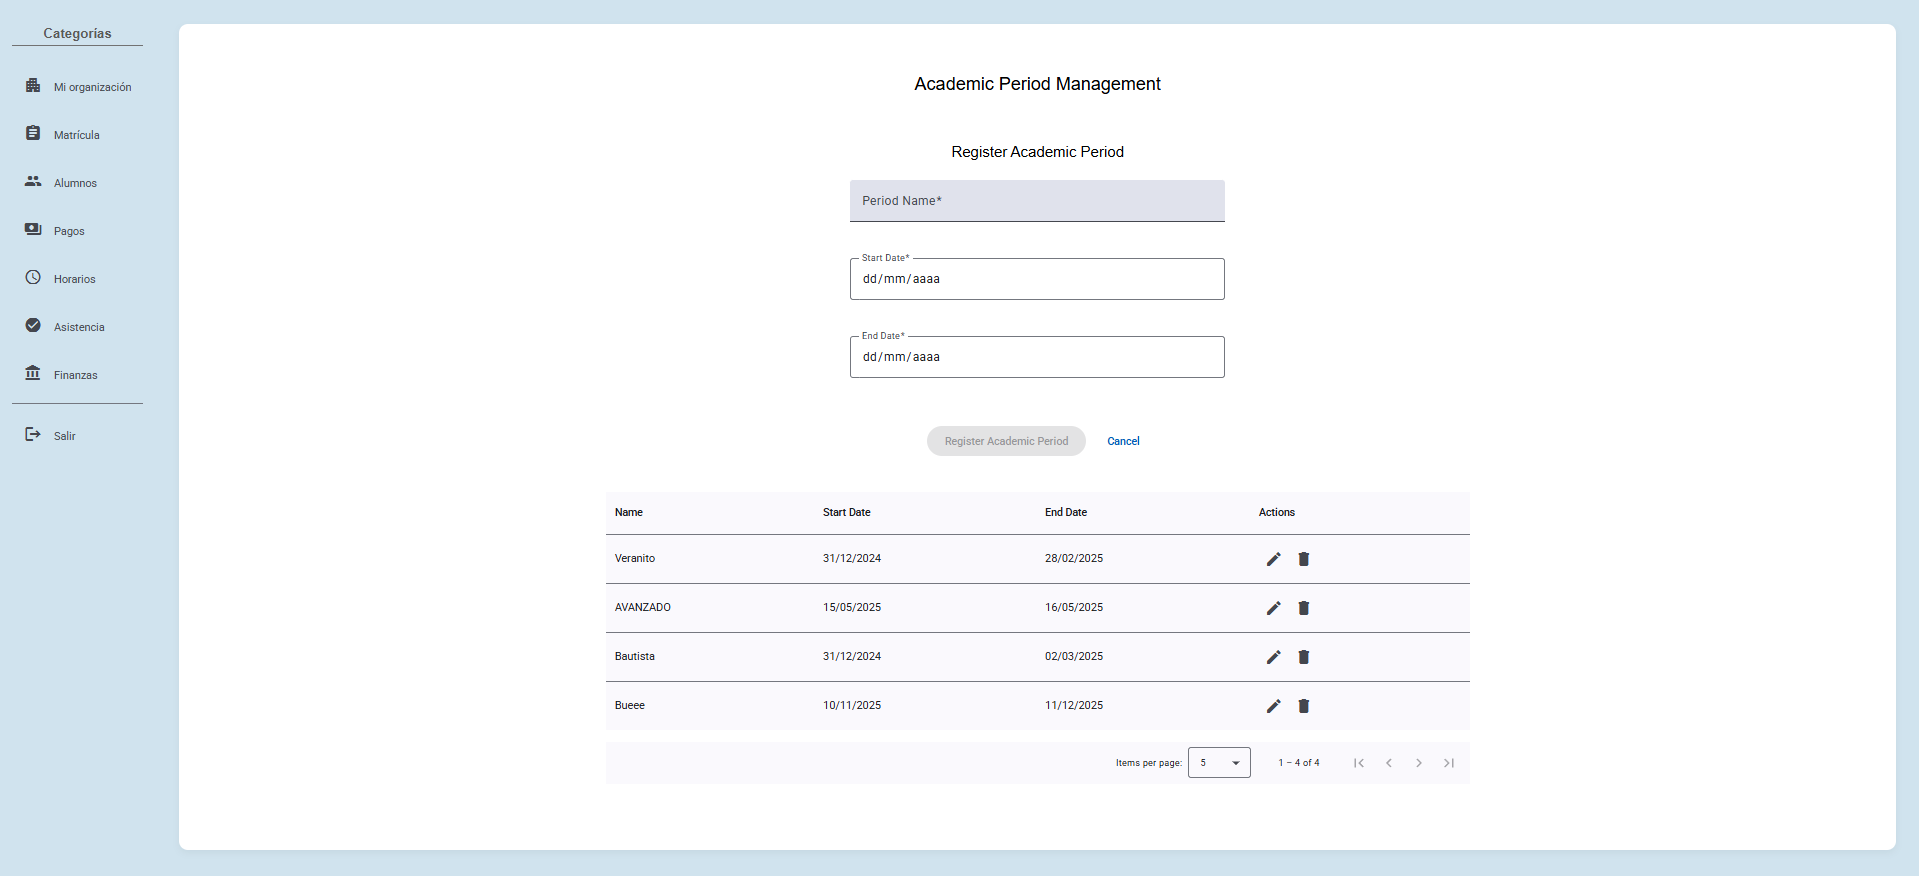 Categorías
Mi organización
Matrícula
Alumnos
Pagos
Horarios
Asistencia
Finanzas
Salir
Academic Period Management
Register Academic Period
Period Name*
Start Date*
dd/mm/aaaa
End Date*
dd/mm/aaaa
Register Academic Period Cancel
Name Start Date End Date Actions
Veranito 31/12/2024 28/02/2025
AVANZADO 15/05/2025 16/05/2025
Bautista 31/12/2024 02/03/2025
Bueee 10/11/2025 11/12/2025
Items per page: 5 1 – 4 of 4